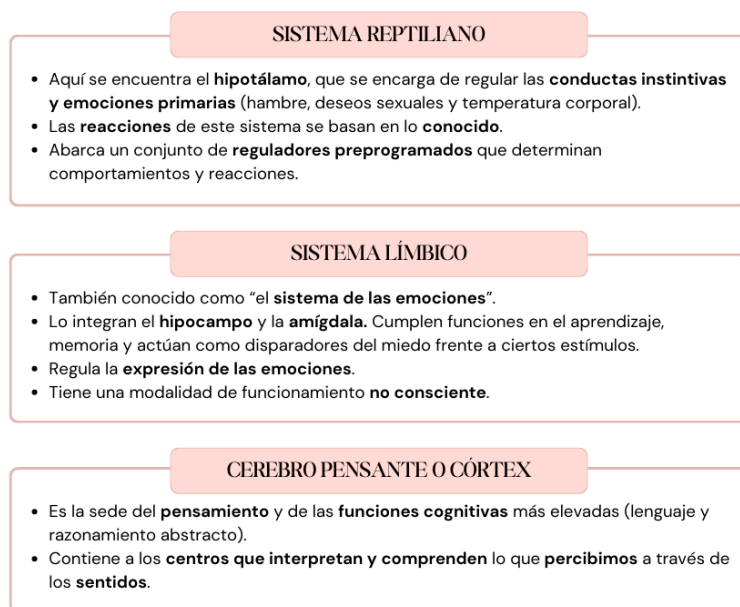 SISTEMA REPTILIANO
• Aquí se encuentra el hipotálamo, que se encarga de regular las conductas instintivas
y emociones primarias (hambre, deseos sexuales y temperatura corporal).
• Las reacciones de este sistema se basan en lo conocido.
• Abarca un conjunto de reguladores preprogramados que determinan
comportamientos y reacciones.
SISTEMA LÍMBICO
• También conocido como “el sistema de las emociones”.
• Lo integran el hipocampo y la amígdala. Cumplen funciones en el aprendizaje,
memoria y actúan como disparadores del miedo frente a ciertos estímulos.
• Regula la expresión de las emociones.
• Tiene una modalidad de funcionamiento no consciente.
CEREBRO PENSANTE O CÓRTEX
• Es la sede del pensamiento y de las funciones cognitivas más elevadas (lenguaje y
razonamiento abstracto).
• Contiene a los centros que interpretan y comprenden lo que percibimos a través de
los sentidos.